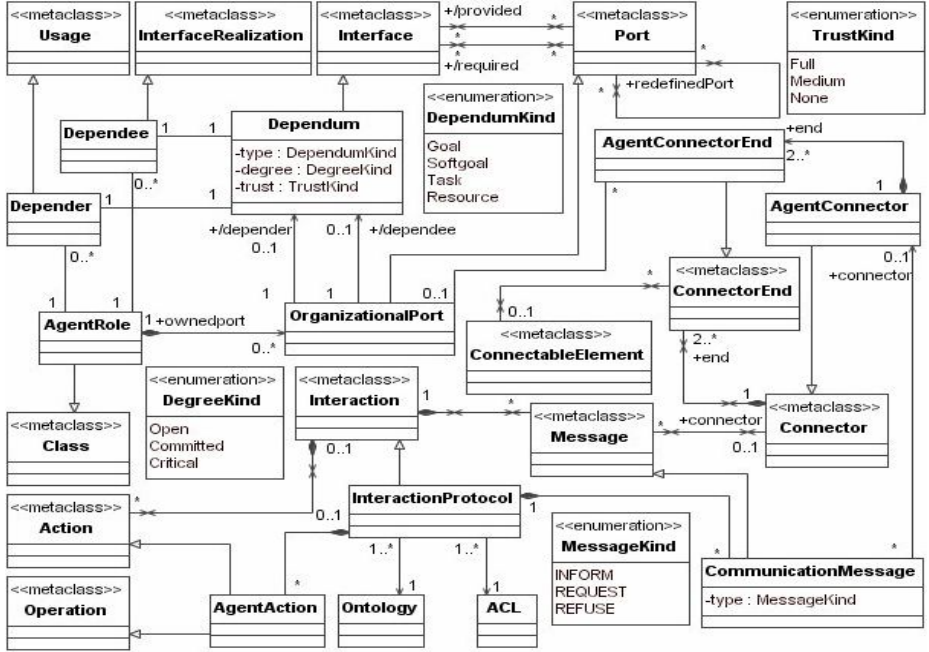 <<metaclass>>
Usage
<<metaclass>>
InterfaceRealization
<<metaclass>>
Interface
+/provided
*
*
*
*
+/required
<<metaclass>>
Port
*
+redefinedPort
*
<<enumeration>>
TrustKind
Full
Medium
None
<<enumeration>>
DependumKind
Goal
Softgoal
Task
Resource
Dependee
1
1
0..*
Dependum
-type : DependumKind
-degree : DegreeKind
-trust : TrustKind
AgentConnectorEnd
+end
2..*
*
Depender
1
1
0..*
+/depender
0..1
0..1
+/dependee
1
AgentConnector
0..1
+connector
<<metaclass>>
ConnectorEnd
*
0..1
2..*
+end
1
1
AgentRole
1
+ownedport
0..*
1
1
0..1
OrganizationalPort
<<metaclass>>
ConnectableElement
<<enumeration>>
DegreeKind
Open
Committed
Critical
<<metaclass>>
Interaction
1
*
0..1
<<metaclass>>
Message
*
+connector
0..1
1
<<metaclass>>
Connector
<<metaclass>>
Class
<<metaclass>>
Action
*
0..1
InteractionProtocol
1
1..*
1..*
<<enumeration>>
MessageKind
INFORM
REQUEST
REFUSE
*
*
CommunicationMessage
-type : MessageKind
<<metaclass>>
Operation
*
AgentAction
1
Ontology
1
ACL